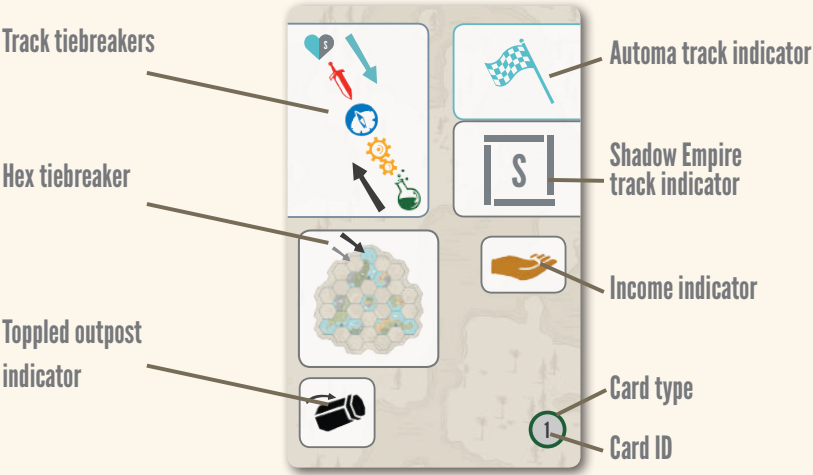 Track tiebreakers
Automa track indicator
S
S
Hex tiebreaker
Shadow Empire
track indicator
Income indicator
Toppled outpost
indicator
Card type
1
Card ID